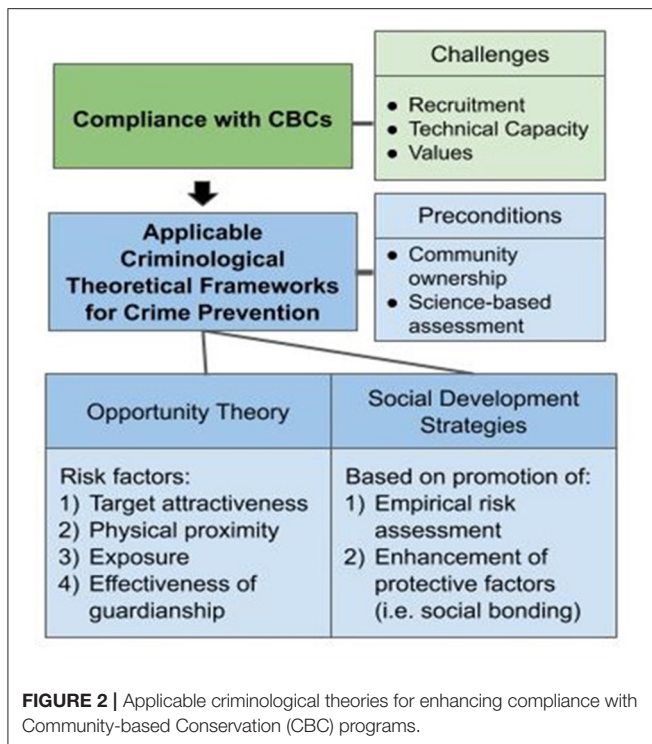 Challenges
Compliance with CBCs
● Recruitment
● Technical Capacity
● Values
Applicable
Criminological
Theoretical Frameworks
for Crime Prevention
Preconditions
● Community
ownership
● Science-based
assessment
Opportunity Theory
Risk factors:
1) Target attractiveness
2) Physical proximity
3) Exposure
4) Effectiveness of
guardianship
Social Development
Strategies
Based on promotion of:
1) Empirical risk
assessment
2) Enhancement of
protective factors
(i.e. social bonding)
FIGURE 2 | Applicable criminological theories for enhancing compliance with
Community-based Conservation (CBC) programs.